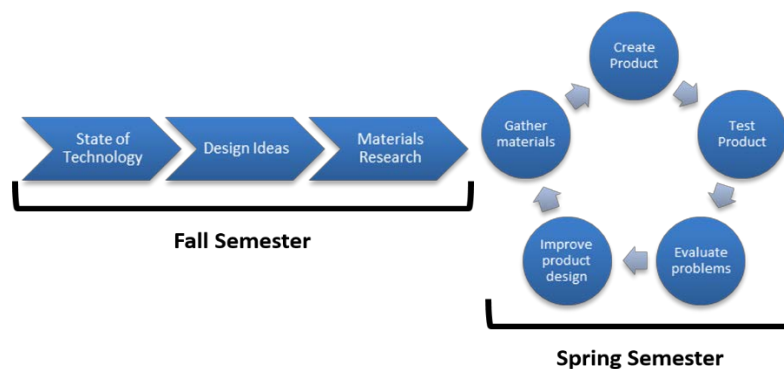 State of
Technology
Design Ideas
Materials
Research
Fall Semester
Create
Product
Test
Product
Evaluate
problems
Improve
product
design
Gather
materials
Spring Semester